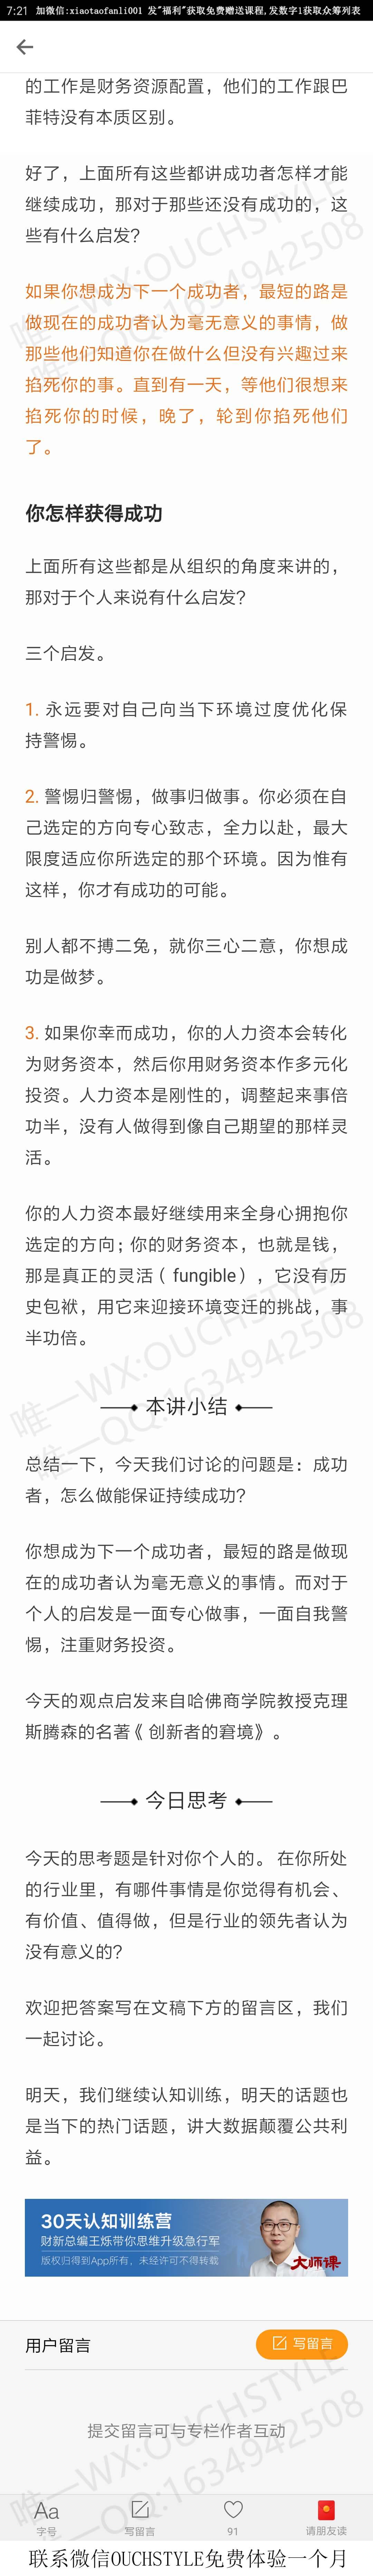 7:21 加微信:xiaotaofanli001 发"福利"获取免费赠送课程,发数字1获取众筹列表
的工作是财务资源配置，他们的工作跟巴
菲特没有本质区别。
好了，上面所有这些都讲成功者怎样才能
继续成功，那对于那些还没有成功的，这
些有什么启发？
如果你想成为下一个成功者，最短的路是
做现在的成功者认为毫无意义的事情，做
那些他们知道你在做什么但没有兴趣过来
掐死你的事。直到有一天，等他们很想来
掐死你的时候，晚了，轮到你掐死他们
了。
你怎样获得成功
上面所有这些都是从组织的角度来讲的，
那对于个人来说有什么启发？
三个启发。
1. 永远要对自己向当下环境过度优化保
持警惕。
2. 警惕归警惕，做事归做事。你必须在自
己选定的方向专心致志，全力以赴，最大
限度适应你所选定的那个环境。因为惟有
这样，你才有成功的可能。
别人都不搏二兔，就你三心二意，你想成
功是做梦。
3. 如果你幸而成功，你的人力资本会转化
为财务资本，然后你用财务资本作多元化
投资。人力资本是刚性的，调整起来事倍
功半，没有人做得到像自己期望的那样灵
活。
你的人力资本最好继续用来全身心拥抱你
选定的方向；你的财务资本，也就是钱，
那是真正的灵活（fungible），它没有历
史包袱，用它来迎接环境变迁的挑战，事
半功倍。
本讲小结
总结一下，今天我们讨论的问题是：成功
者，怎么做能保证持续成功？
你想成为下一个成功者，最短的路是做现
在的成功者认为毫无意义的事情。而对于
个人的启发是一面专心做事，一面自我警
惕，注重财务投资。
今天的观点启发来自哈佛商学院教授克理
斯腾森的名著《创新者的窘境》。
今日思考
今天的思考题是针对你个人的。在你所处
的行业里，有哪件事情是你觉得有机会、
有价值、值得做，但是行业的领先者认为
没有意义的？
欢迎把答案写在文稿下方的留言区，我们
一起讨论。
明天，我们继续认知训练，明天的话题也
是当下的热门话题，讲大数据颠覆公共利
益。
30天认知训练营
财新总编王烁带你思维升级急行军
版权归得到App所有，未经许可不得转载
大师课
用户留言
写留言
提交留言可与专栏作者互动
Aa
字号
写留言
91
请朋友读
唯一WX:OUCHSTYLE
唯一QQ:1634942508
唯一WX:OUCHSTYLE
唯一QQ:1634942508
唯一WX:OUCHSTYLE
唯一QQ:1634942508
联系微信OUCHSTYLE免费体验一个月